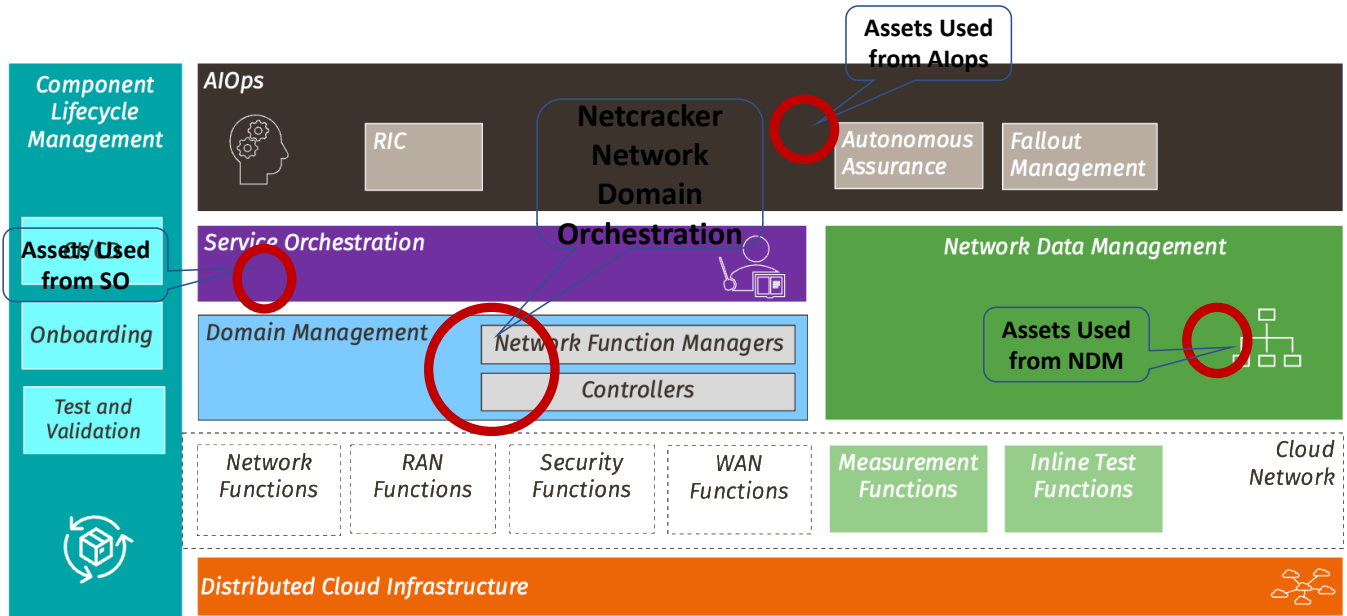 Assets Used
from AIops
Component
Lifecycle
Management
AIOps
Netcracker
Network
Domain
Orchestration
RIC
Autonomous
Assurance
Fallout
Management
CI/CD
Assets Used
from SO
Onboarding
Test and
Validation
Service Orchestration
Network Data Management
Domain Management
Network Function Managers
Controllers
Assets Used
from NDM
Network
Functions
RAN
Functions
Security
Functions
WAN
Functions
Measurement
Functions
Inline Test
Functions
Cloud
Network
Distributed Cloud Infrastructure